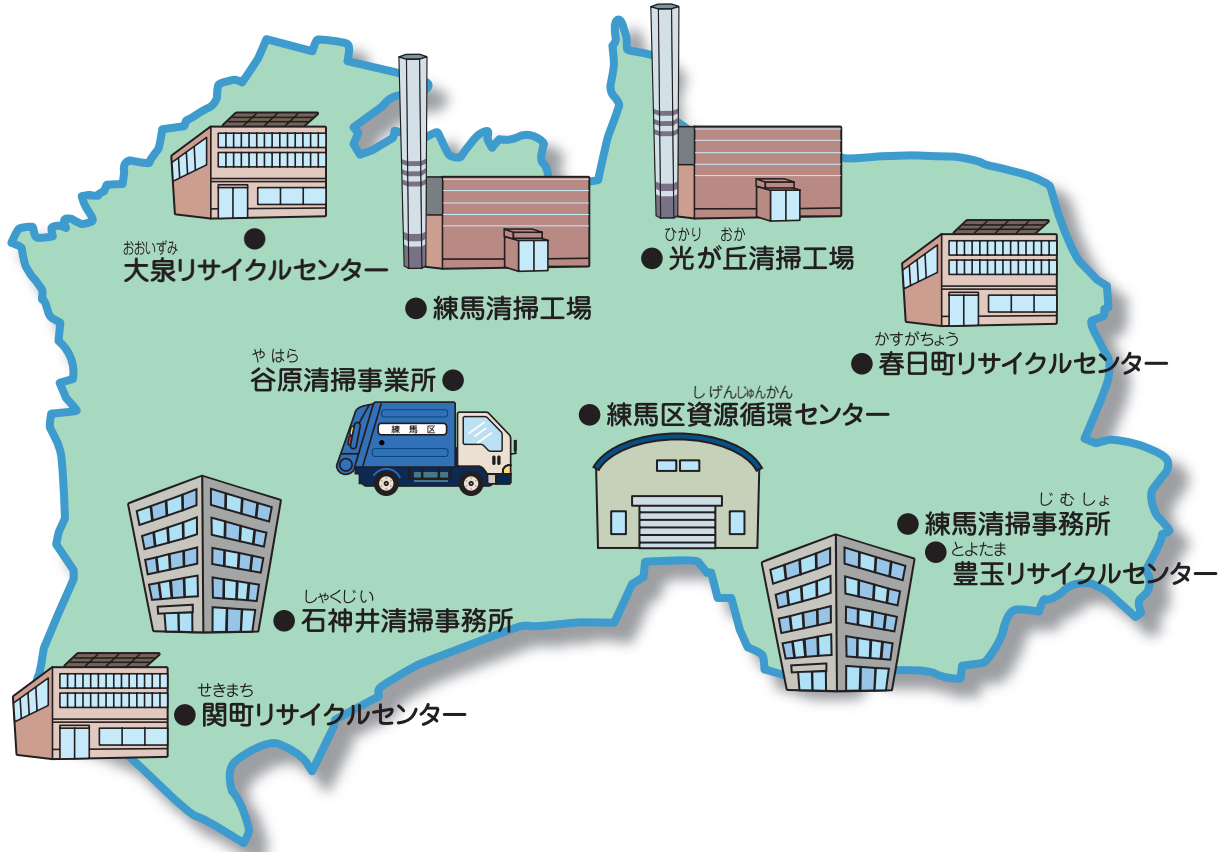 おおいずみ
大泉リサイクルセンター
練馬清掃工場
ひかり おか
光が丘清掃工場
かすがちょう
春日町リサイクルセンター
や はら
谷原清掃事業所
練馬区
しげんじゅんかん
練馬区資源循環センター
じむしょ
練馬清掃事務所
とよたま
豊玉リサイクルセンター
しゃくじい
石神井清掃事務所
せきまち
関町リサイクルセンター